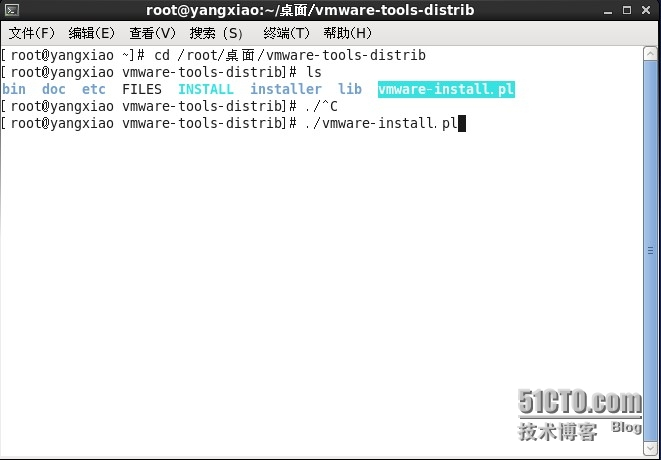 root@yangxiao:~/桌面/vmware-tools-distrib
文件(F) 编辑(E) 查看(V) 搜索 (S) 终端(T) 帮助(H)
[root@yangxiao ~]# cd /root/桌面/vmware-tools-distrib
[root@yangxiao vmware-tools-distrib]# ls
bin doc etc FILES INSTALL installer lib vmware-install.pl
[root@yangxiao vmware-tools-distrib]# ./^C
[root@yangxiao vmware-tools-distrib]# ./vmware-install.pl
51CTO.com
技术博客 Blog